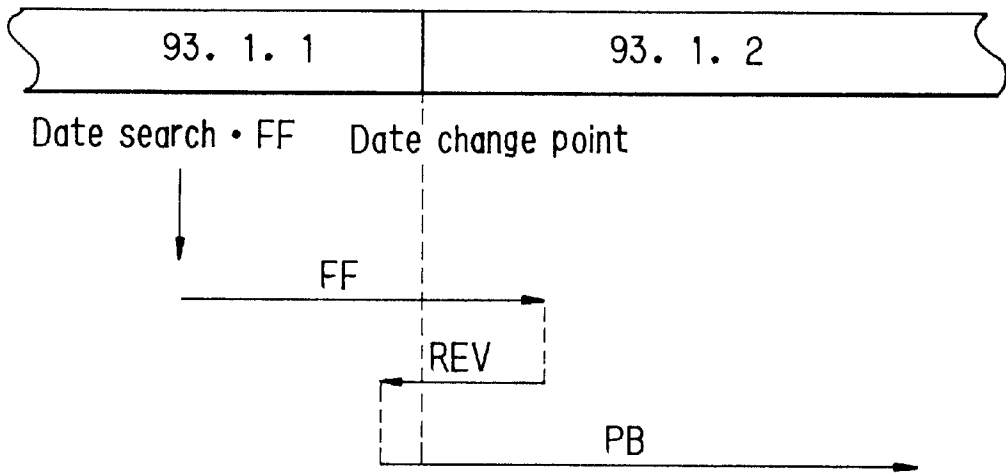 93. 1. 1 93. 1. 2
Date search · FF Date change point
FF
REV
PB